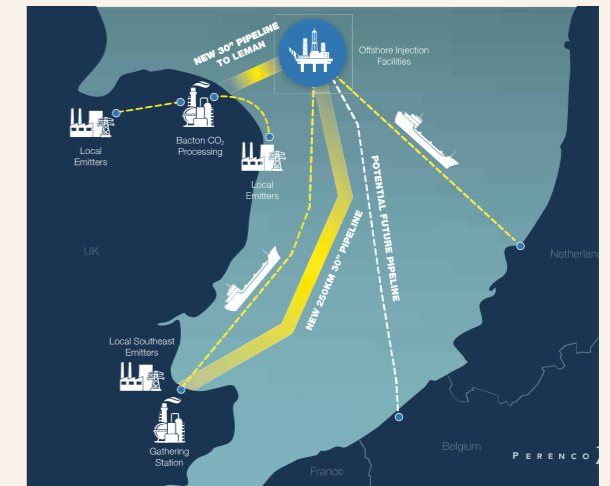 NEW 30" PIPELINE
TO LEMAN
Offshore Injection
Facilities
Local
Emitters
Bacton CO₂
Processing
Local
Emitters
UK
POTENTIAL FUTURE PIPELINE
NEW 250KM 30" PIPELINE
Netherland
Local Southeast
Emitters
Gathering
Station
Belgium
France
PERENCO